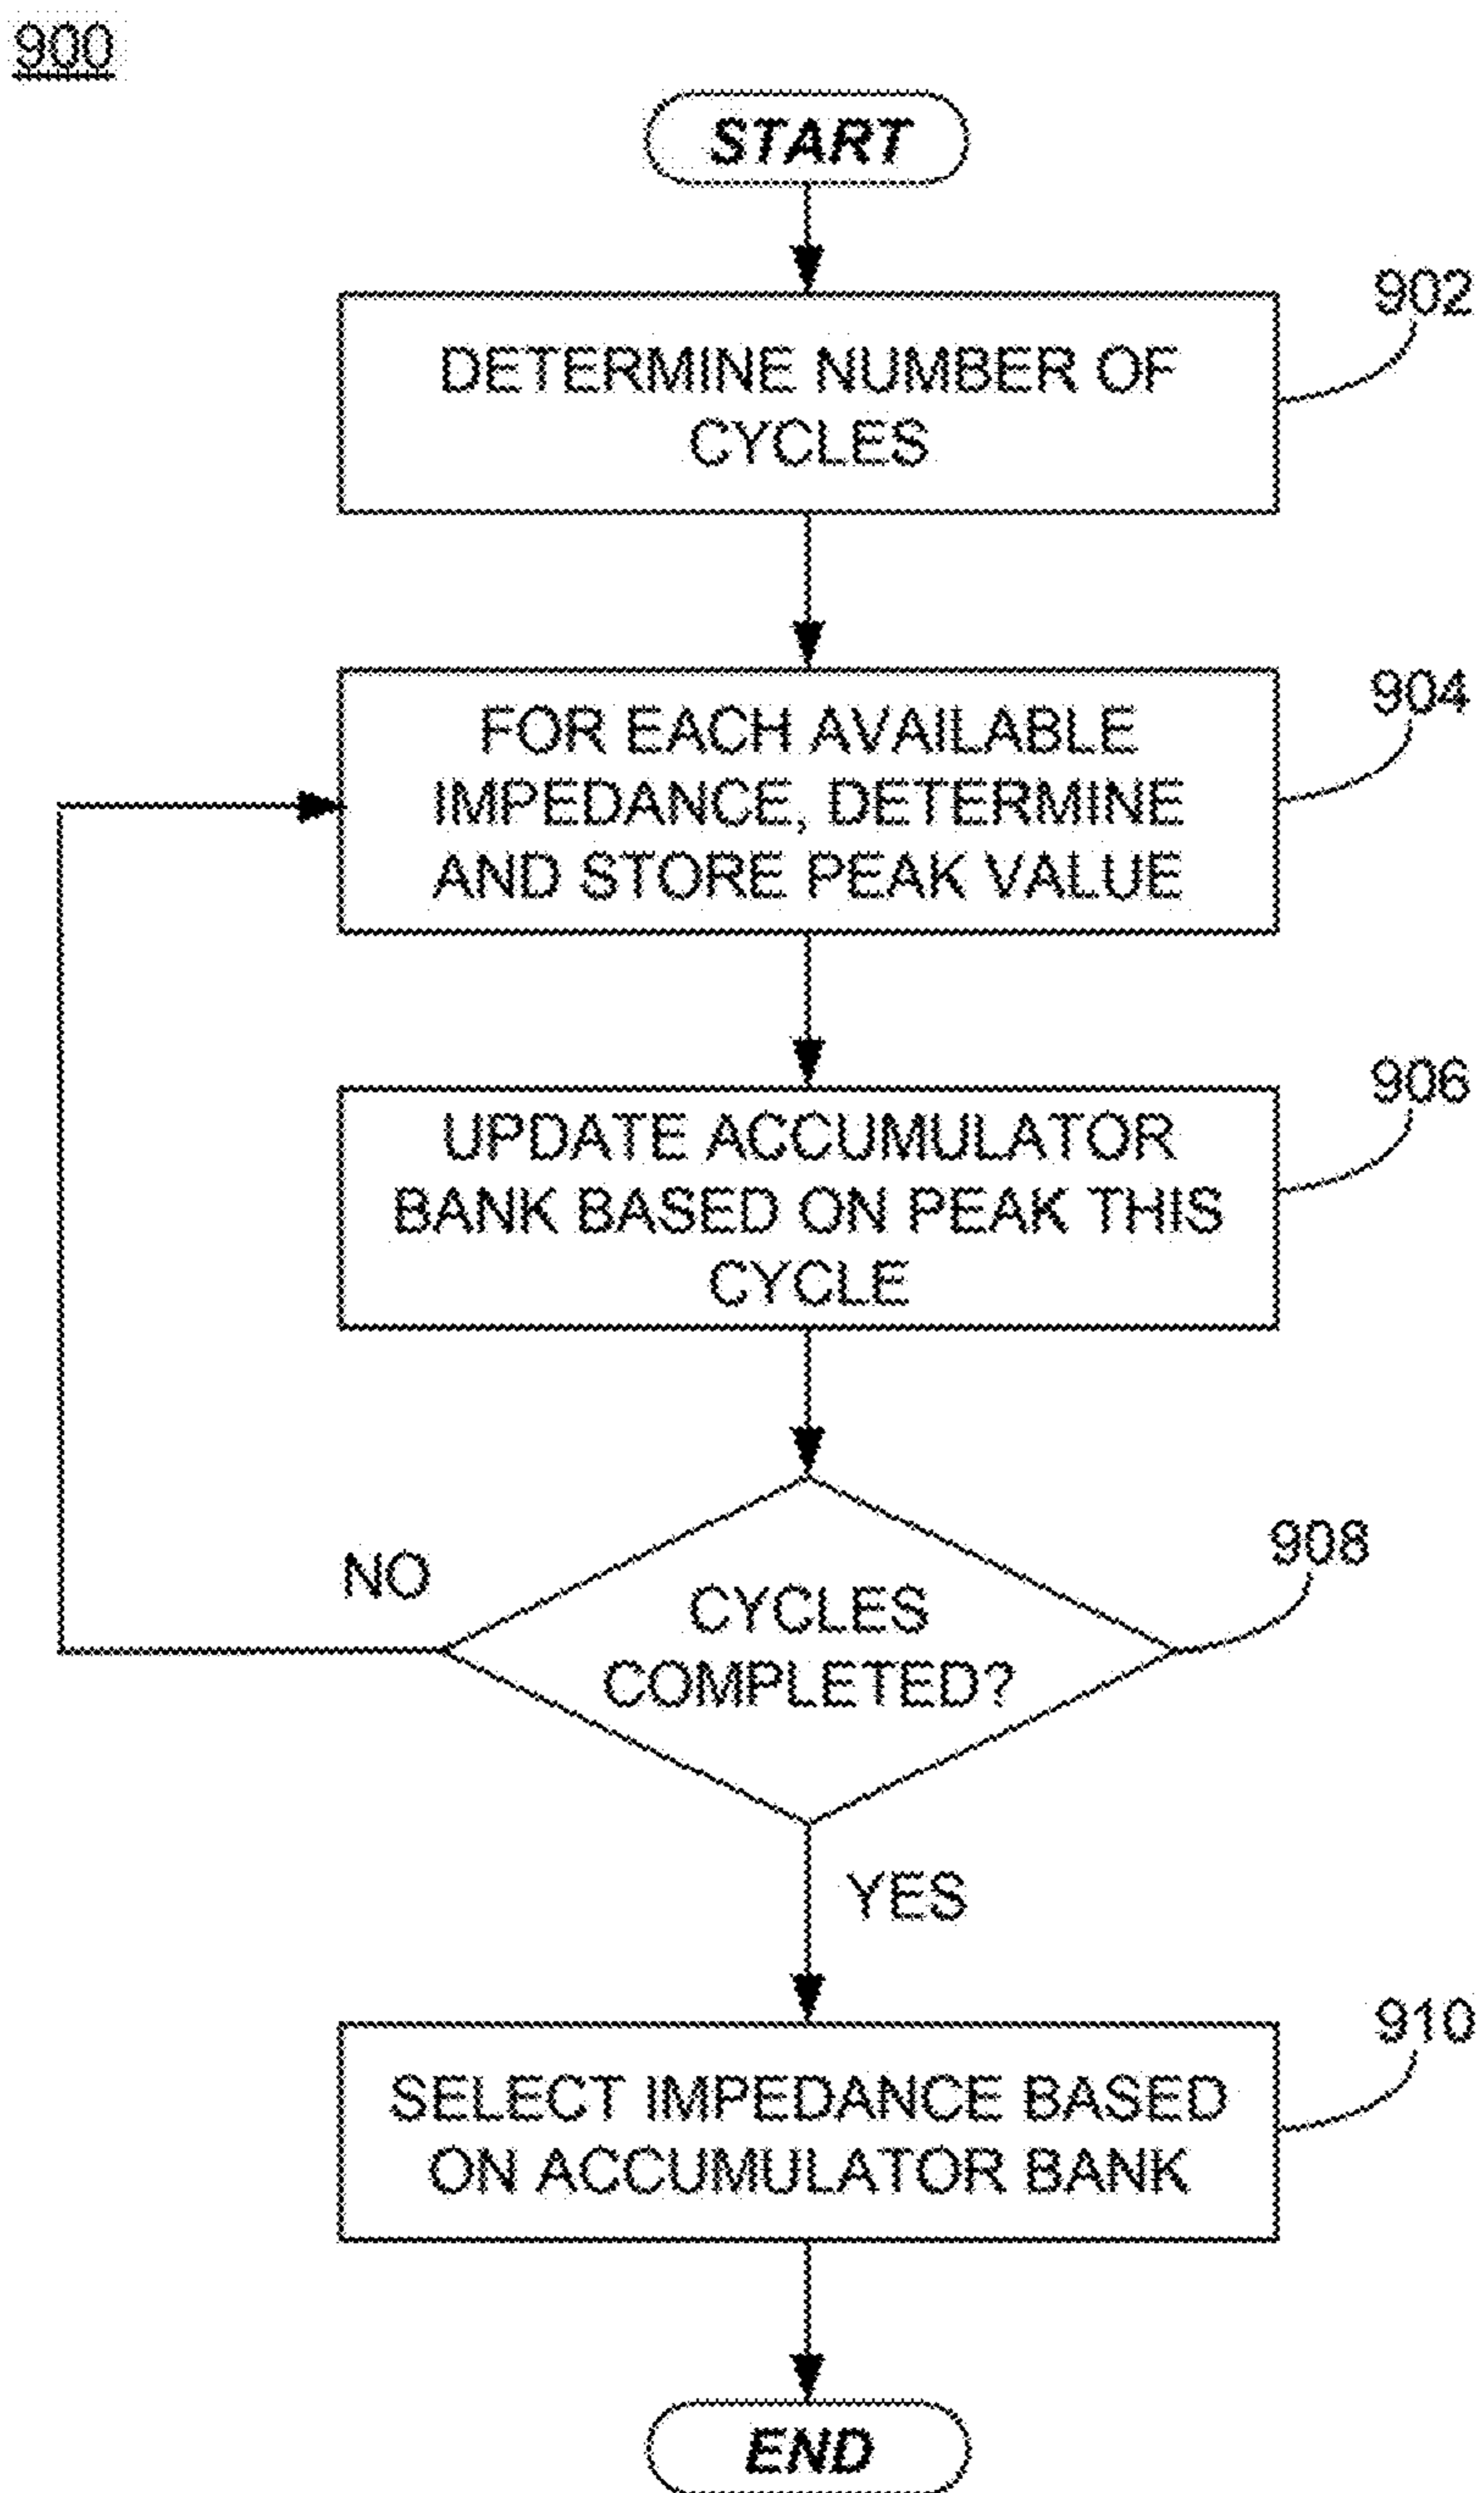 900
START
902
DETERMINE NUMBER OF
CYCLES
904
FOR EACH AVAILABLE
IMPEDANCE, DETERMINE
AND STORE PEAK VALUE
906
UPDATE ACCUMULATOR
BANK BASED ON PEAK THIS
CYCLE
908
NO
CYCLES
COMPLETED?
YES
910
SELECT IMPEDANCE BASED
ON ACCUMULATOR BANK
END